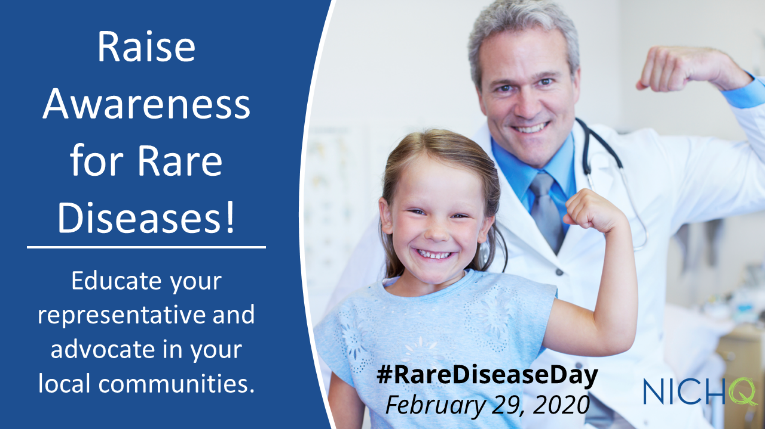 Raise
Awareness
for Rare
Diseases!
Educate your
representative and
advocate in your
local communities.
#RareDiseaseDay
February 29, 2020
NICHQ